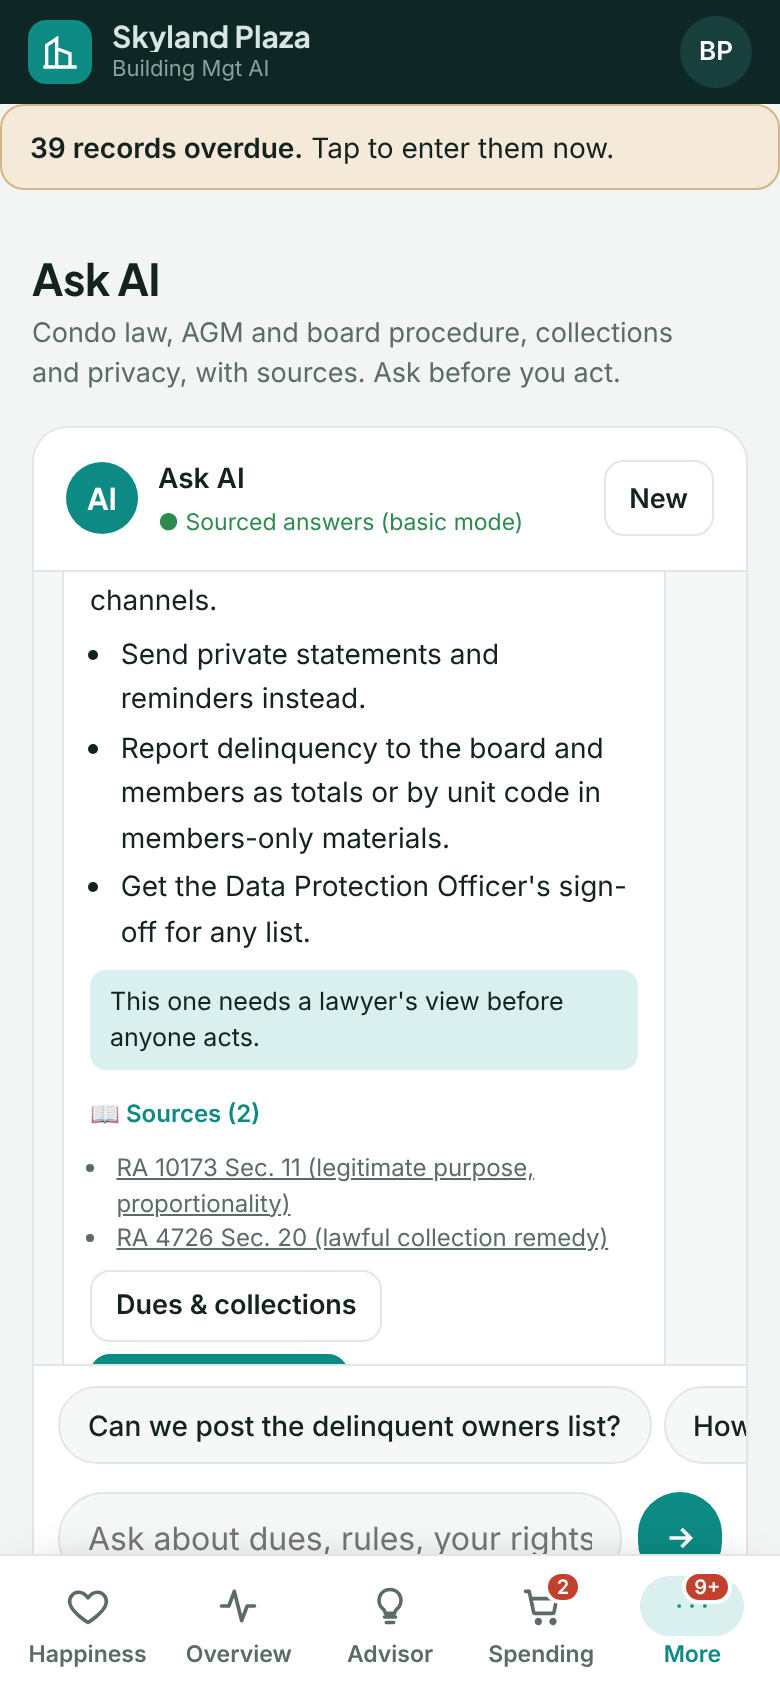 Skyland Plaza
Building Mgt AI
BP
39 records overdue. Tap to enter them now.
Ask AI
Condo law, AGM and board procedure, collections
and privacy, with sources. Ask before you act.
AI
Ask AI
Sourced answers (basic mode)
New
channels.
• Send private statements and
reminders instead.
• Report delinquency to the board and
members as totals or by unit code in
members-only materials.
• Get the Data Protection Officer's sign-
off for any list.
This one needs a lawyer's view before
anyone acts.
📖 Sources (2)
• RA 10173 Sec. 11 (legitimate purpose,
proportionality)
• RA 4726 Sec. 20 (lawful collection remedy)
Dues & collections
Can we post the delinquent owners list?
How
Ask about dues, rules, your rights
→
Happiness
Overview
Advisor
2
Spending
9+
More